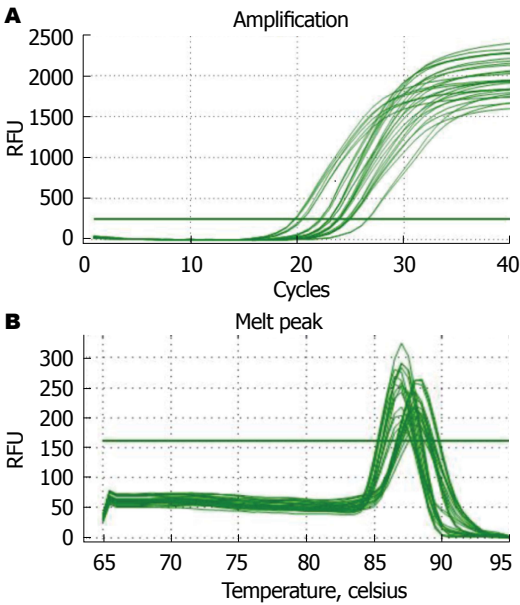 A
Amplification
2500
2000
1500
1000
500
0
RFU
0 10 20 30 40
Cycles
B
Melt peak
300
250
200
150
100
50
0
RFU
65 70 75 80 85 90 95
Temperature, celsius